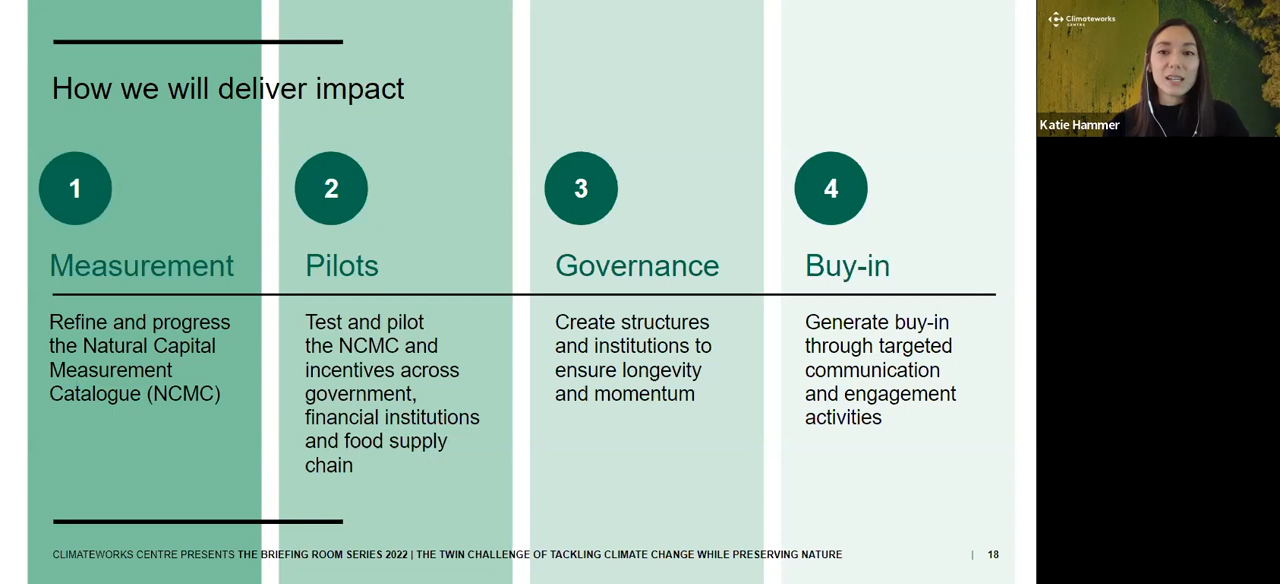 How we will deliver impact
1
Measurement
Refine and progress
the Natural Capital
Measurement
Catalogue (NCMC)
2
Pilots
Test and pilot
the NCMC and
incentives across
government,
financial institutions
and food supply
chain
3
Governance
Create structures
and institutions to
ensure longevity
and momentum
4
Buy-in
Generate buy-in
through targeted
communication
and engagement
activities
CLIMATEWORKS CENTRE PRESENTS THE BRIEFING ROOM SERIES 2022 | THE TWIN CHALLENGE OF TACKLING CLIMATE CHANGE WHILE PRESERVING NATURE
| 18
Climateworks
CENTRE
Katie Hammer